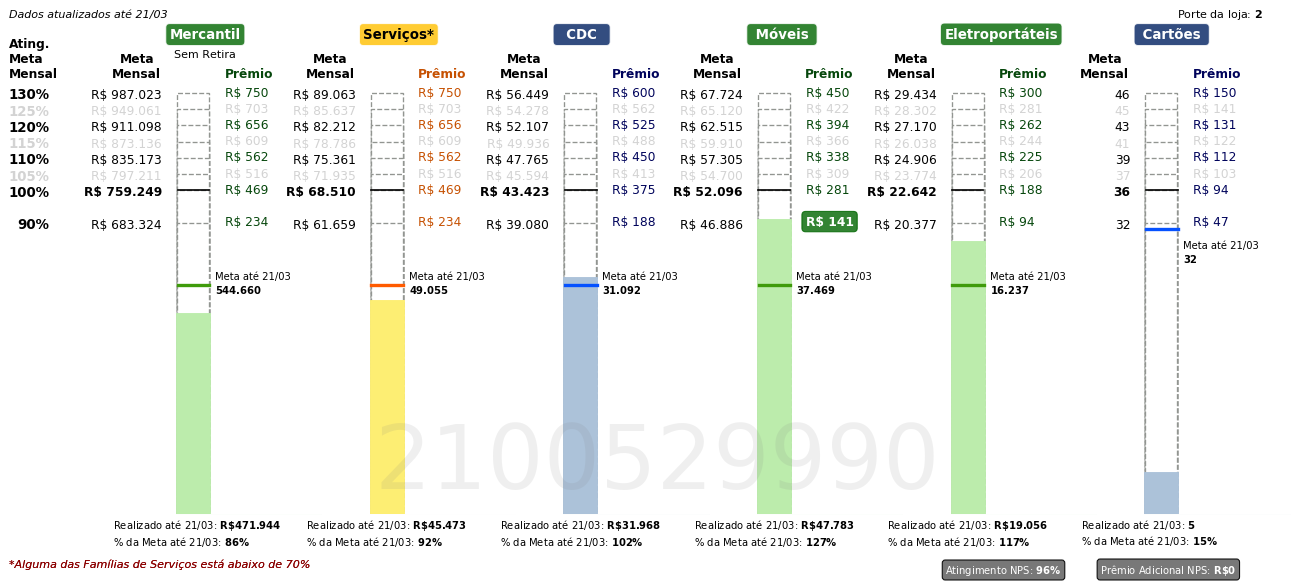 Dados atualizados até 21/03 Porte da loja: 2
Mercantil Serviços* CDC Móveis Eletroportáteis Cartões
Sem Retira
Ating. Meta Mensal Meta Mensal Prêmio Meta Mensal Prêmio Meta Mensal Prêmio Meta Mensal Prêmio Meta Mensal Prêmio Meta Mensal Prêmio
130% R$ 987.023 R$ 750 R$ 89.063 R$ 750 R$ 56.449 R$ 600 R$ 67.724 R$ 450 R$ 29.434 R$ 300 46 R$ 150
125% R$ 949.061 R$ 703 R$ 85.637 R$ 703 R$ 54.278 R$ 562 R$ 65.120 R$ 422 R$ 28.302 R$ 281 45 R$ 141
120% R$ 911.098 R$ 656 R$ 82.212 R$ 656 R$ 52.107 R$ 525 R$ 62.515 R$ 394 R$ 27.170 R$ 262 43 R$ 131
115% R$ 873.136 R$ 609 R$ 78.786 R$ 609 R$ 49.936 R$ 488 R$ 59.910 R$ 366 R$ 26.038 R$ 244 41 R$ 122
110% R$ 835.173 R$ 562 R$ 75.361 R$ 562 R$ 47.765 R$ 450 R$ 57.305 R$ 338 R$ 24.906 R$ 225 39 R$ 112
105% R$ 797.211 R$ 516 R$ 71.935 R$ 516 R$ 45.594 R$ 413 R$ 54.700 R$ 309 R$ 23.774 R$ 206 37 R$ 103
100% R$ 759.249 R$ 469 R$ 68.510 R$ 469 R$ 43.423 R$ 375 R$ 52.096 R$ 281 R$ 22.642 R$ 188 36 R$ 94
90% R$ 683.324 R$ 234 R$ 61.659 R$ 234 R$ 39.080 R$ 188 R$ 46.886 R$ 141 R$ 20.377 R$ 94 32 R$ 47
Meta até 21/03
32
Meta até 21/03 Meta até 21/03 Meta até 21/03 Meta até 21/03 Meta até 21/03
544.660 49.055 31.092 37.469 16.237
2100529990
Realizado até 21/03: R$471.944 Realizado até 21/03: R$45.473 Realizado até 21/03: R$31.968 Realizado até 21/03: R$47.783 Realizado até 21/03: R$19.056 Realizado até 21/03: 5
% da Meta até 21/03: 86% % da Meta até 21/03: 92% % da Meta até 21/03: 102% % da Meta até 21/03: 127% % da Meta até 21/03: 117% % da Meta até 21/03: 15%
*Alguma das Famílias de Serviços está abaixo de 70% Atingimento NPS: 96% Prêmio Adicional NPS: R$0